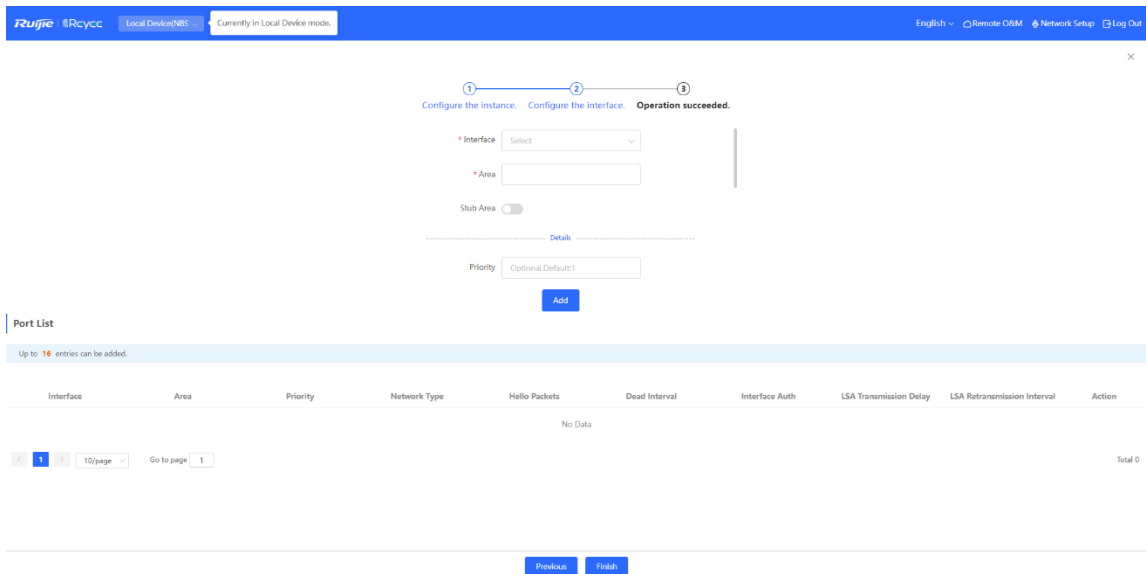 Ruijie Rcycc Local Device(NBS Currently in Local Device mode. English Remote O&M Network Setup Log Out
1 2 3
Configure the instance. Configure the interface. Operation succeeded.
* Interface Select
* Area
Stub Area
Details
Priority Optional.Default:1
Add
Port List
Up to 16 entries can be added.
Interface Area Priority Network Type Hello Packets Dead Interval Interface Auth LSA Transmission Delay LSA Retransmission Interval Action
No Data
< 1 > 10/page Go to page 1 Total 0
Previous Finish